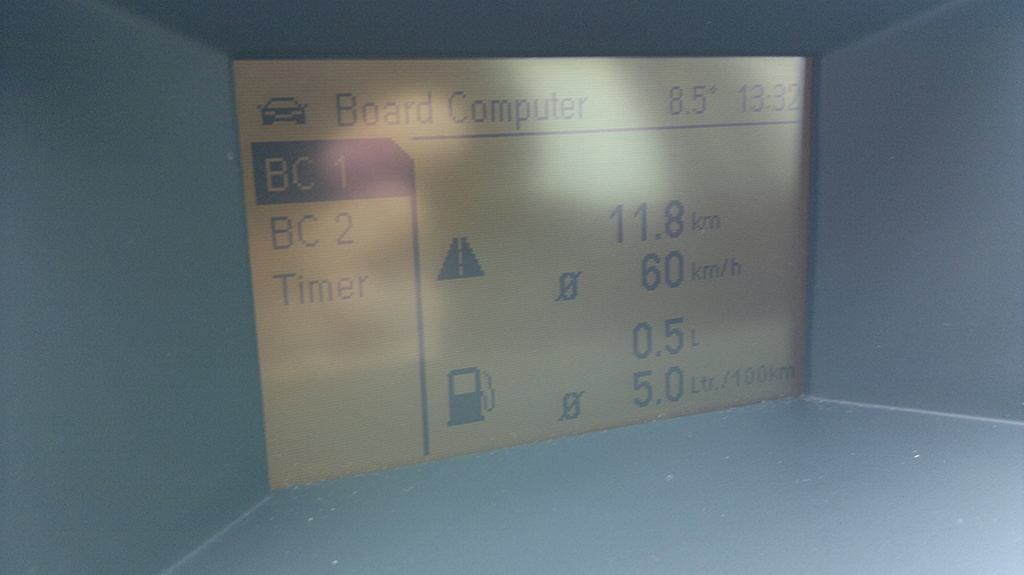 Board Computer 8.5° 13:32
BC 1
BC 2
Timer
11.8 km
Ø 60 km/h
0.5 L
Ø 5.0 Ltr./100km